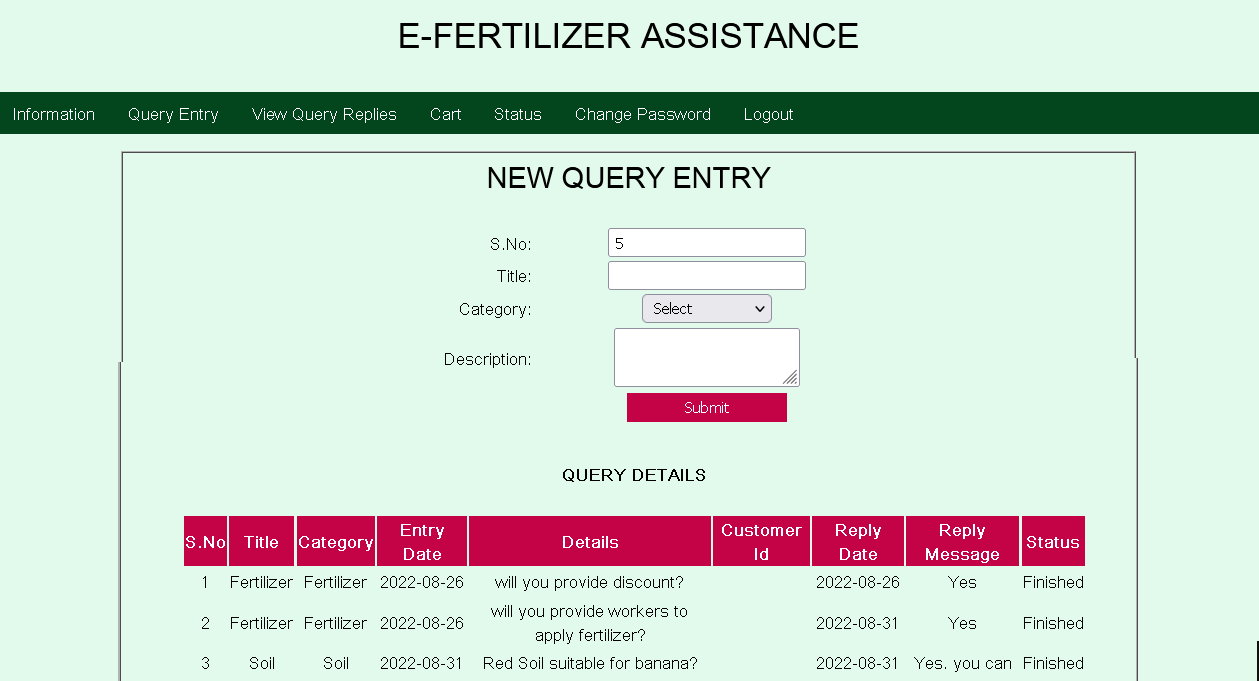 E-FERTILIZER ASSISTANCE
Information Query Entry View Query Replies Cart Status Change Password Logout
NEW QUERY ENTRY
S.No: 5
Title:
Category: Select
Description:
Submit
QUERY DETAILS
S.No Title Category Entry Date Details Customer Id Reply Date Reply Message Status
1 Fertilizer Fertilizer 2022-08-26 will you provide discount? 2022-08-26 Yes Finished
2 Fertilizer Fertilizer 2022-08-26 will you provide workers to apply fertilizer? 2022-08-31 Yes Finished
3 Soil Soil 2022-08-31 Red Soil suitable for banana? 2022-08-31 Yes. you can Finished